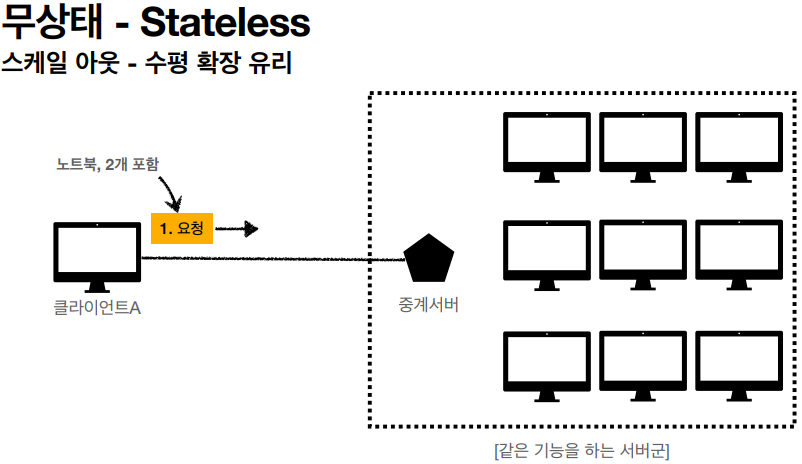 무상태 - Stateless
스케일 아웃 - 수평 확장 유리
노트북, 2개 포함
1. 요청
클라이언트A
중계서버
[같은 기능을 하는 서버군]